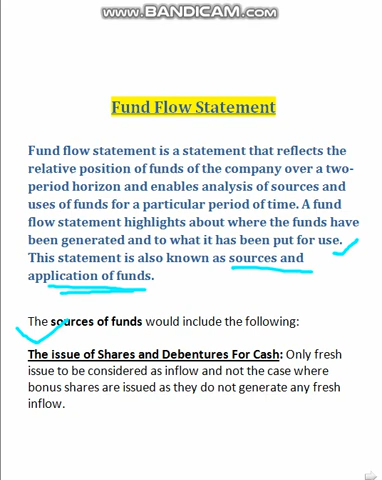 www.BANDICAM.com
Fund Flow Statement
Fund flow statement is a statement that reflects the
relative position of funds of the company over a two-
period horizon and enables analysis of sources and
uses of funds for a particular period of time. A fund
flow statement highlights about where the funds have
been generated and to what it has been put for use.
This statement is also known as sources and
application of funds.
The sources of funds would include the following:
The issue of Shares and Debentures For Cash: Only fresh
issue to be considered as inflow and not the case where
bonus shares are issued as they do not generate any fresh
inflow.